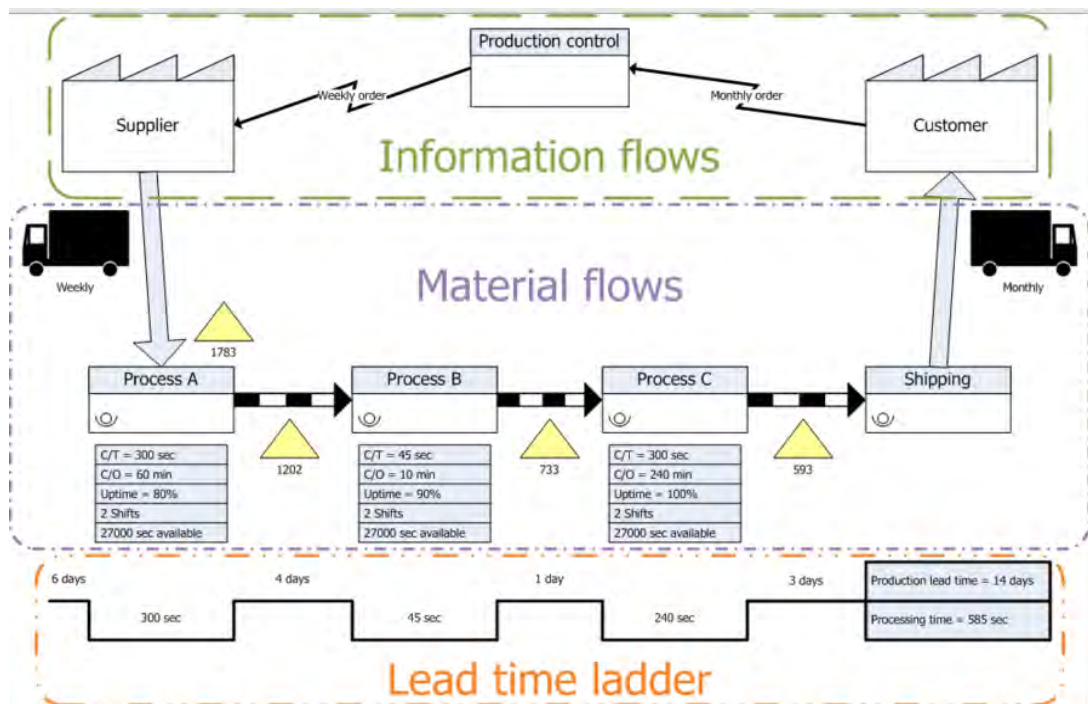 Production control
Weekly order
Monthly order
Supplier
Customer
Information flows
Weekly
Material flows
Monthly
1783
Process A
Process B
Process C
Shipping
1202
733
593
C/T = 300 sec
C/O = 60 min
Uptime = 80%
2 Shifts
27000 sec available
C/T = 45 sec
C/O = 10 min
Uptime = 90%
2 Shifts
27000 sec available
C/T = 300 sec
C/O = 240 min
Uptime = 100%
2 Shifts
27000 sec available
6 days
4 days
1 day
3 days
Production lead time = 14 days
300 sec
45 sec
240 sec
Processing time = 585 sec
Lead time ladder